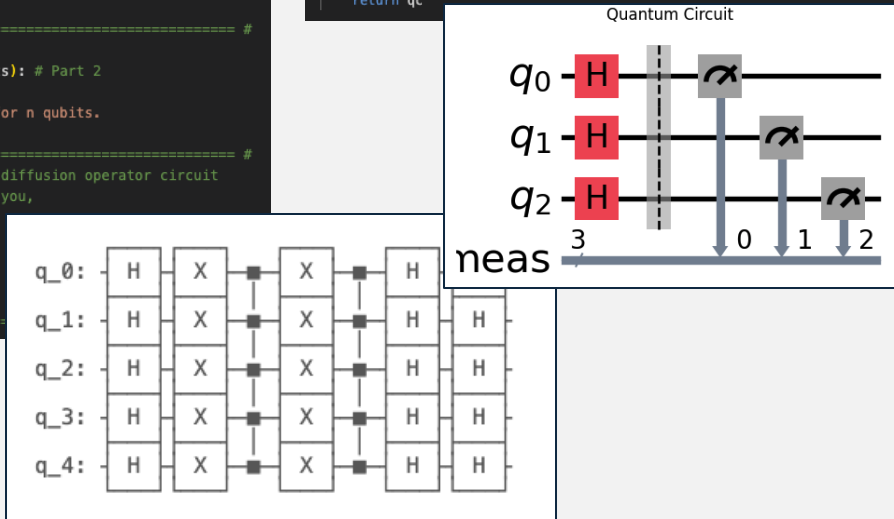 ============================ #
s): # Part 2
or n qubits.
============================ #
diffusion operator circuit
you,
return qc
Quantum Circuit
q0 H
q1 H
q2 H
3 0 1 2
meas
q_0: H X X H
q_1: H X X H H
q_2: H X X H H
q_3: H X X H H
q_4: H X X H H